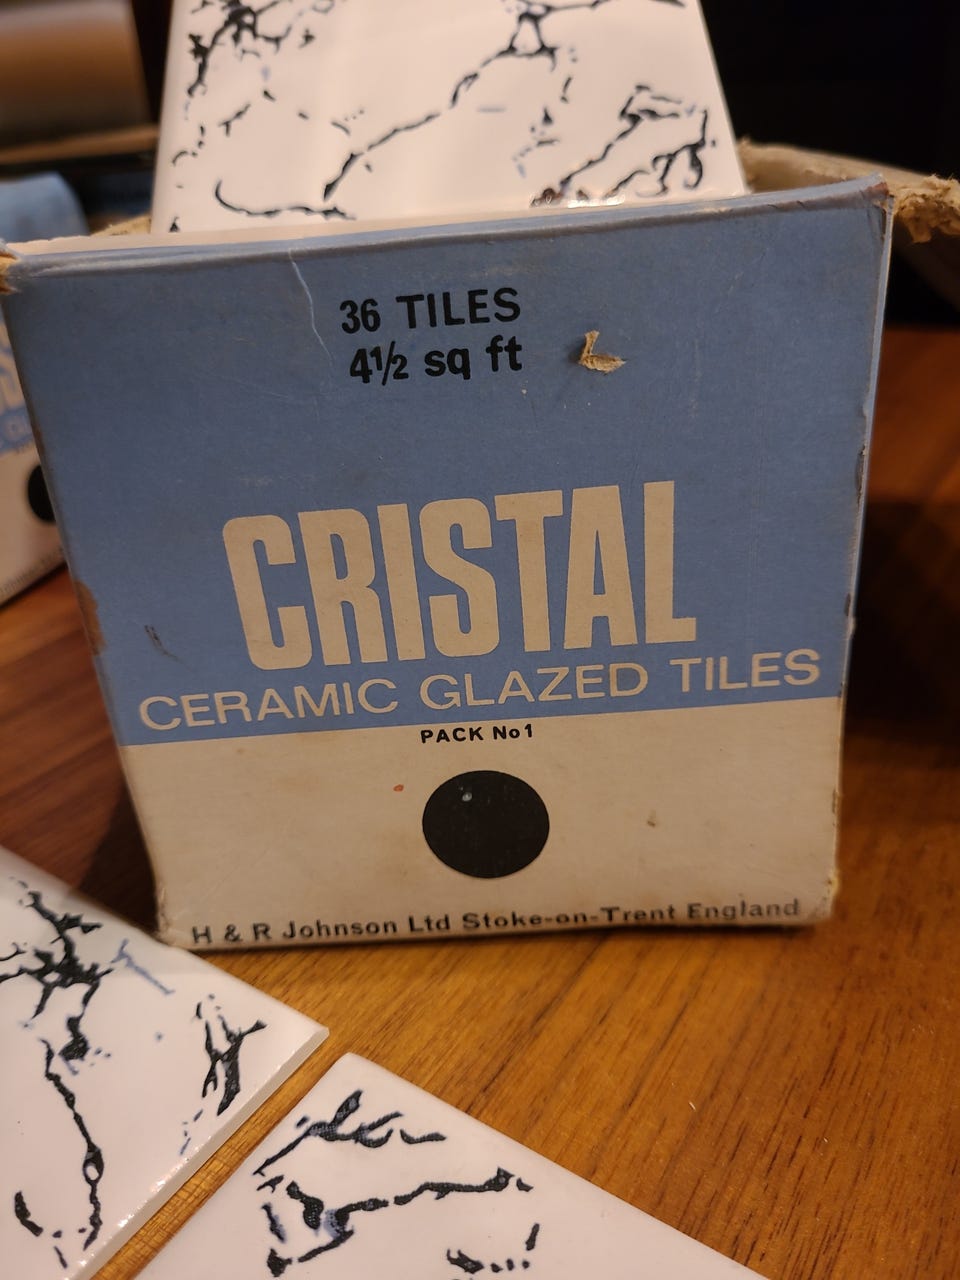 36 TILES
4½ sq ft
CRISTAL
CERAMIC GLAZED TILES
PACK No1
H & R Johnson Ltd Stoke-on-Trent England